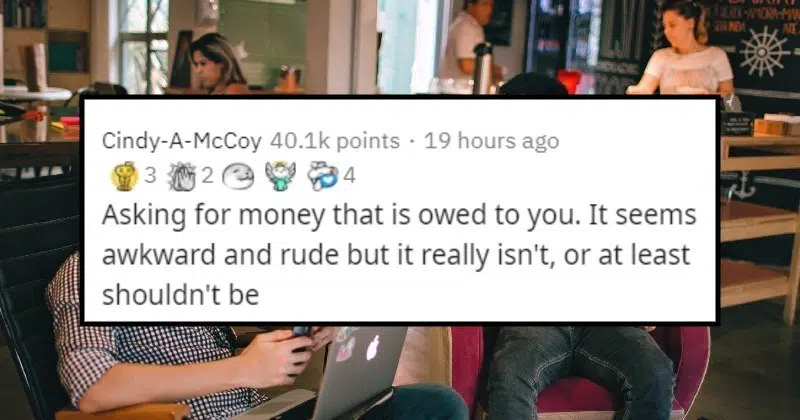 Cindy-A-McCoy 40.1k points · 19 hours ago
3 2 4
Asking for money that is owed to you. It seems
awkward and rude but it really isn't, or at least
shouldn't be